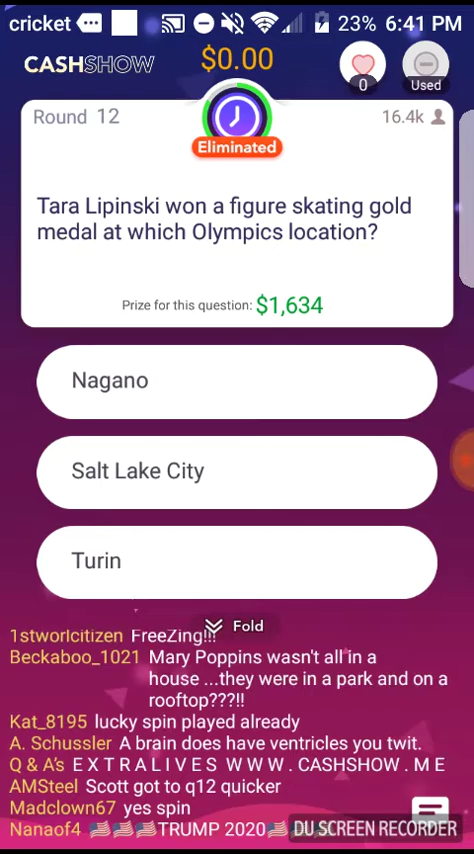 cricket 23% 6:41 PM
CASHSHOW $0.00 0 Used
Round 12 16.4k
Eliminated
Tara Lipinski won a figure skating gold
medal at which Olympics location?
Prize for this question: $1,634
Nagano
Salt Lake City
Turin
Fold
1stworlcitizen FreeZing!!!
Beckaboo_1021 Mary Poppins wasn't all in a
house ...they were in a park and on a
rooftop???!!
Kat_8195 lucky spin played already
A. Schussler A brain does have ventricles you twit.
Q & A's E X T R A L I V E S W W W . C A S H S H O W . M E
AMSteel Scott got to q12 quicker
Madclown67 yes spin
Nanaof4 🇺🇸🇺🇸🇺🇸TRUMP 2020🇺🇸🇺🇸🇺🇸
DU SCREEN RECORDER